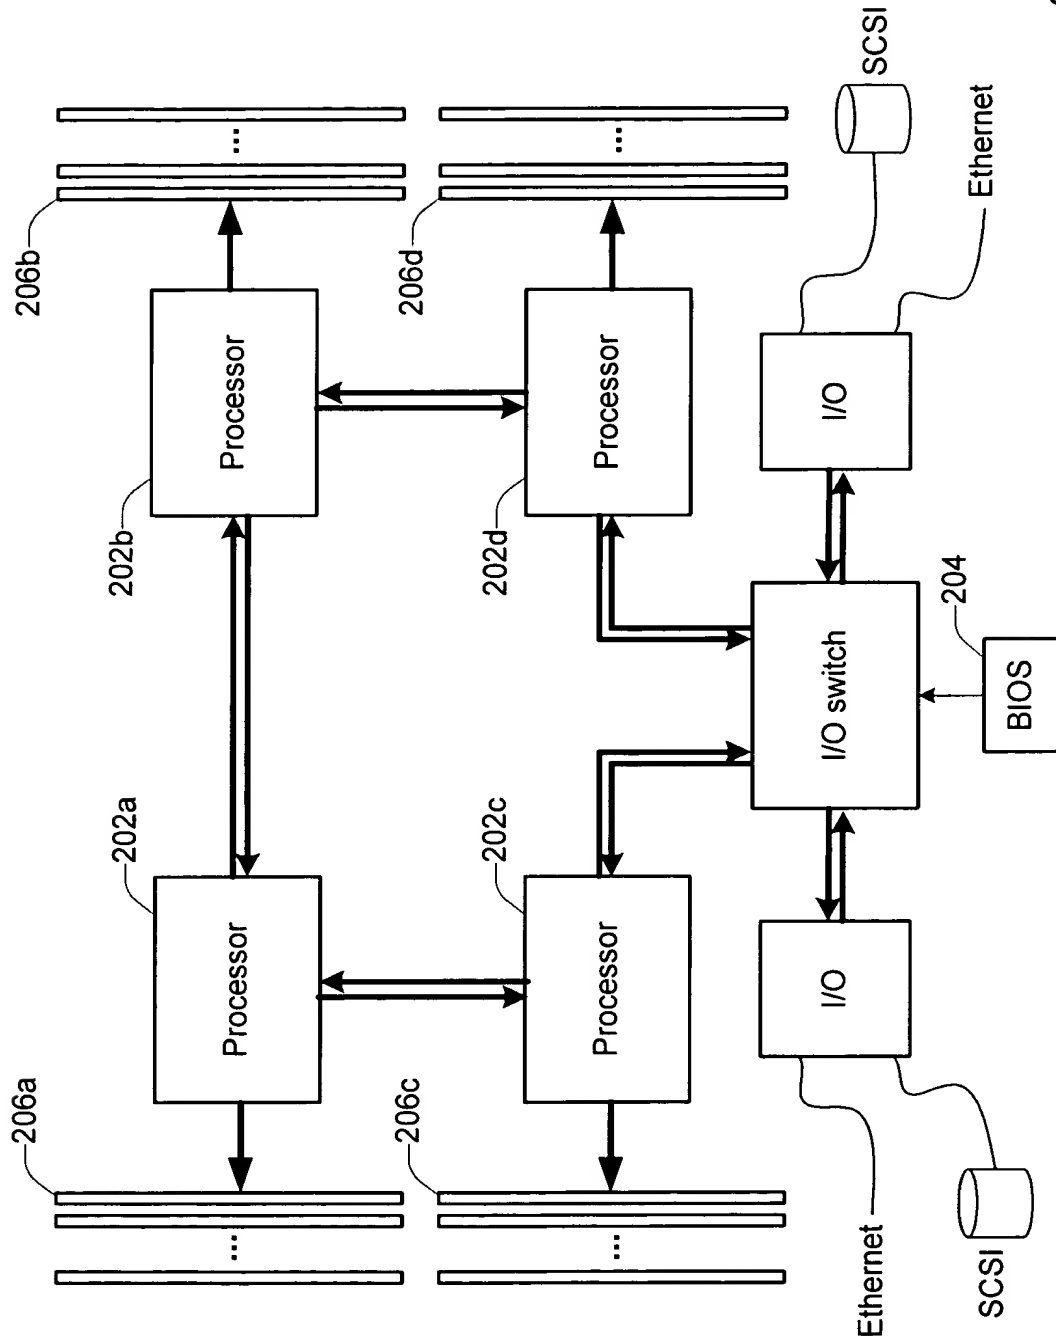 206a
206b
202a
202b
Processor
Processor
206c
206d
202c
202d
Processor
Processor
Ethernet
SCSI
I/O
I/O switch
I/O
SCSI
Ethernet
204
BIOS
...
...
...
...